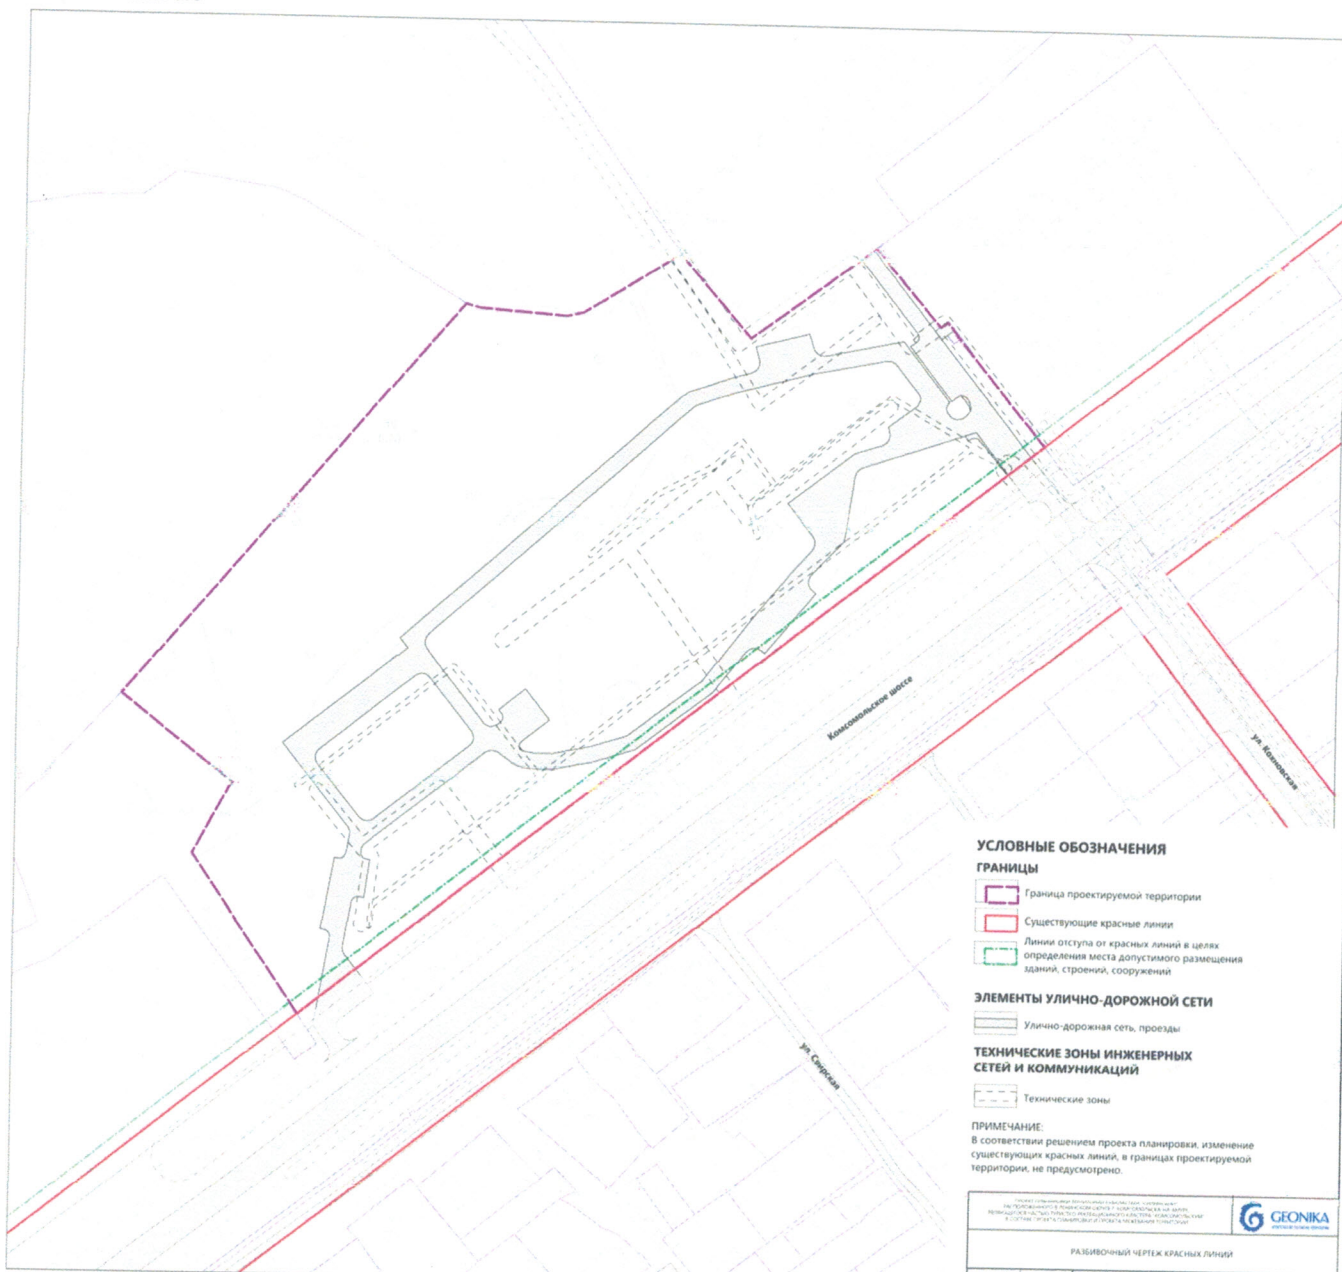 Комсомольское шоссе
ул. Кохновская
ул. Свирская
УСЛОВНЫЕ ОБОЗНАЧЕНИЯ
ГРАНИЦЫ
Граница проектируемой территории
Существующие красные линии
Линии отступа от красных линий в целях
определения места допустимого размещения
зданий, строений, сооружений
ЭЛЕМЕНТЫ УЛИЧНО-ДОРОЖНОЙ СЕТИ
Улично-дорожная сеть, проезды
ТЕХНИЧЕСКИЕ ЗОНЫ ИНЖЕНЕРНЫХ
СЕТЕЙ И КОММУНИКАЦИЙ
Технические зоны
ПРИМЕЧАНИЕ:
В соответствии решением проекта планировки, изменение
существующих красных линий, в границах проектируемой
территории, не предусмотрено.
GEONIKA
РАЗБИВОЧНЫЙ ЧЕРТЕЖ КРАСНЫХ ЛИНИЙ